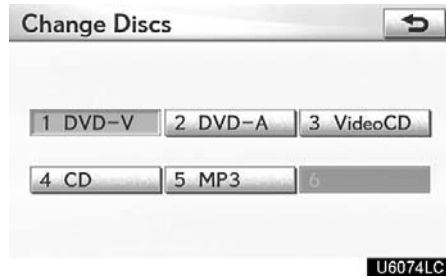 Change Discs
1 DVD-V 2 DVD-A 3 VideoCD
4 CD 5 MP3 6
U6074LC